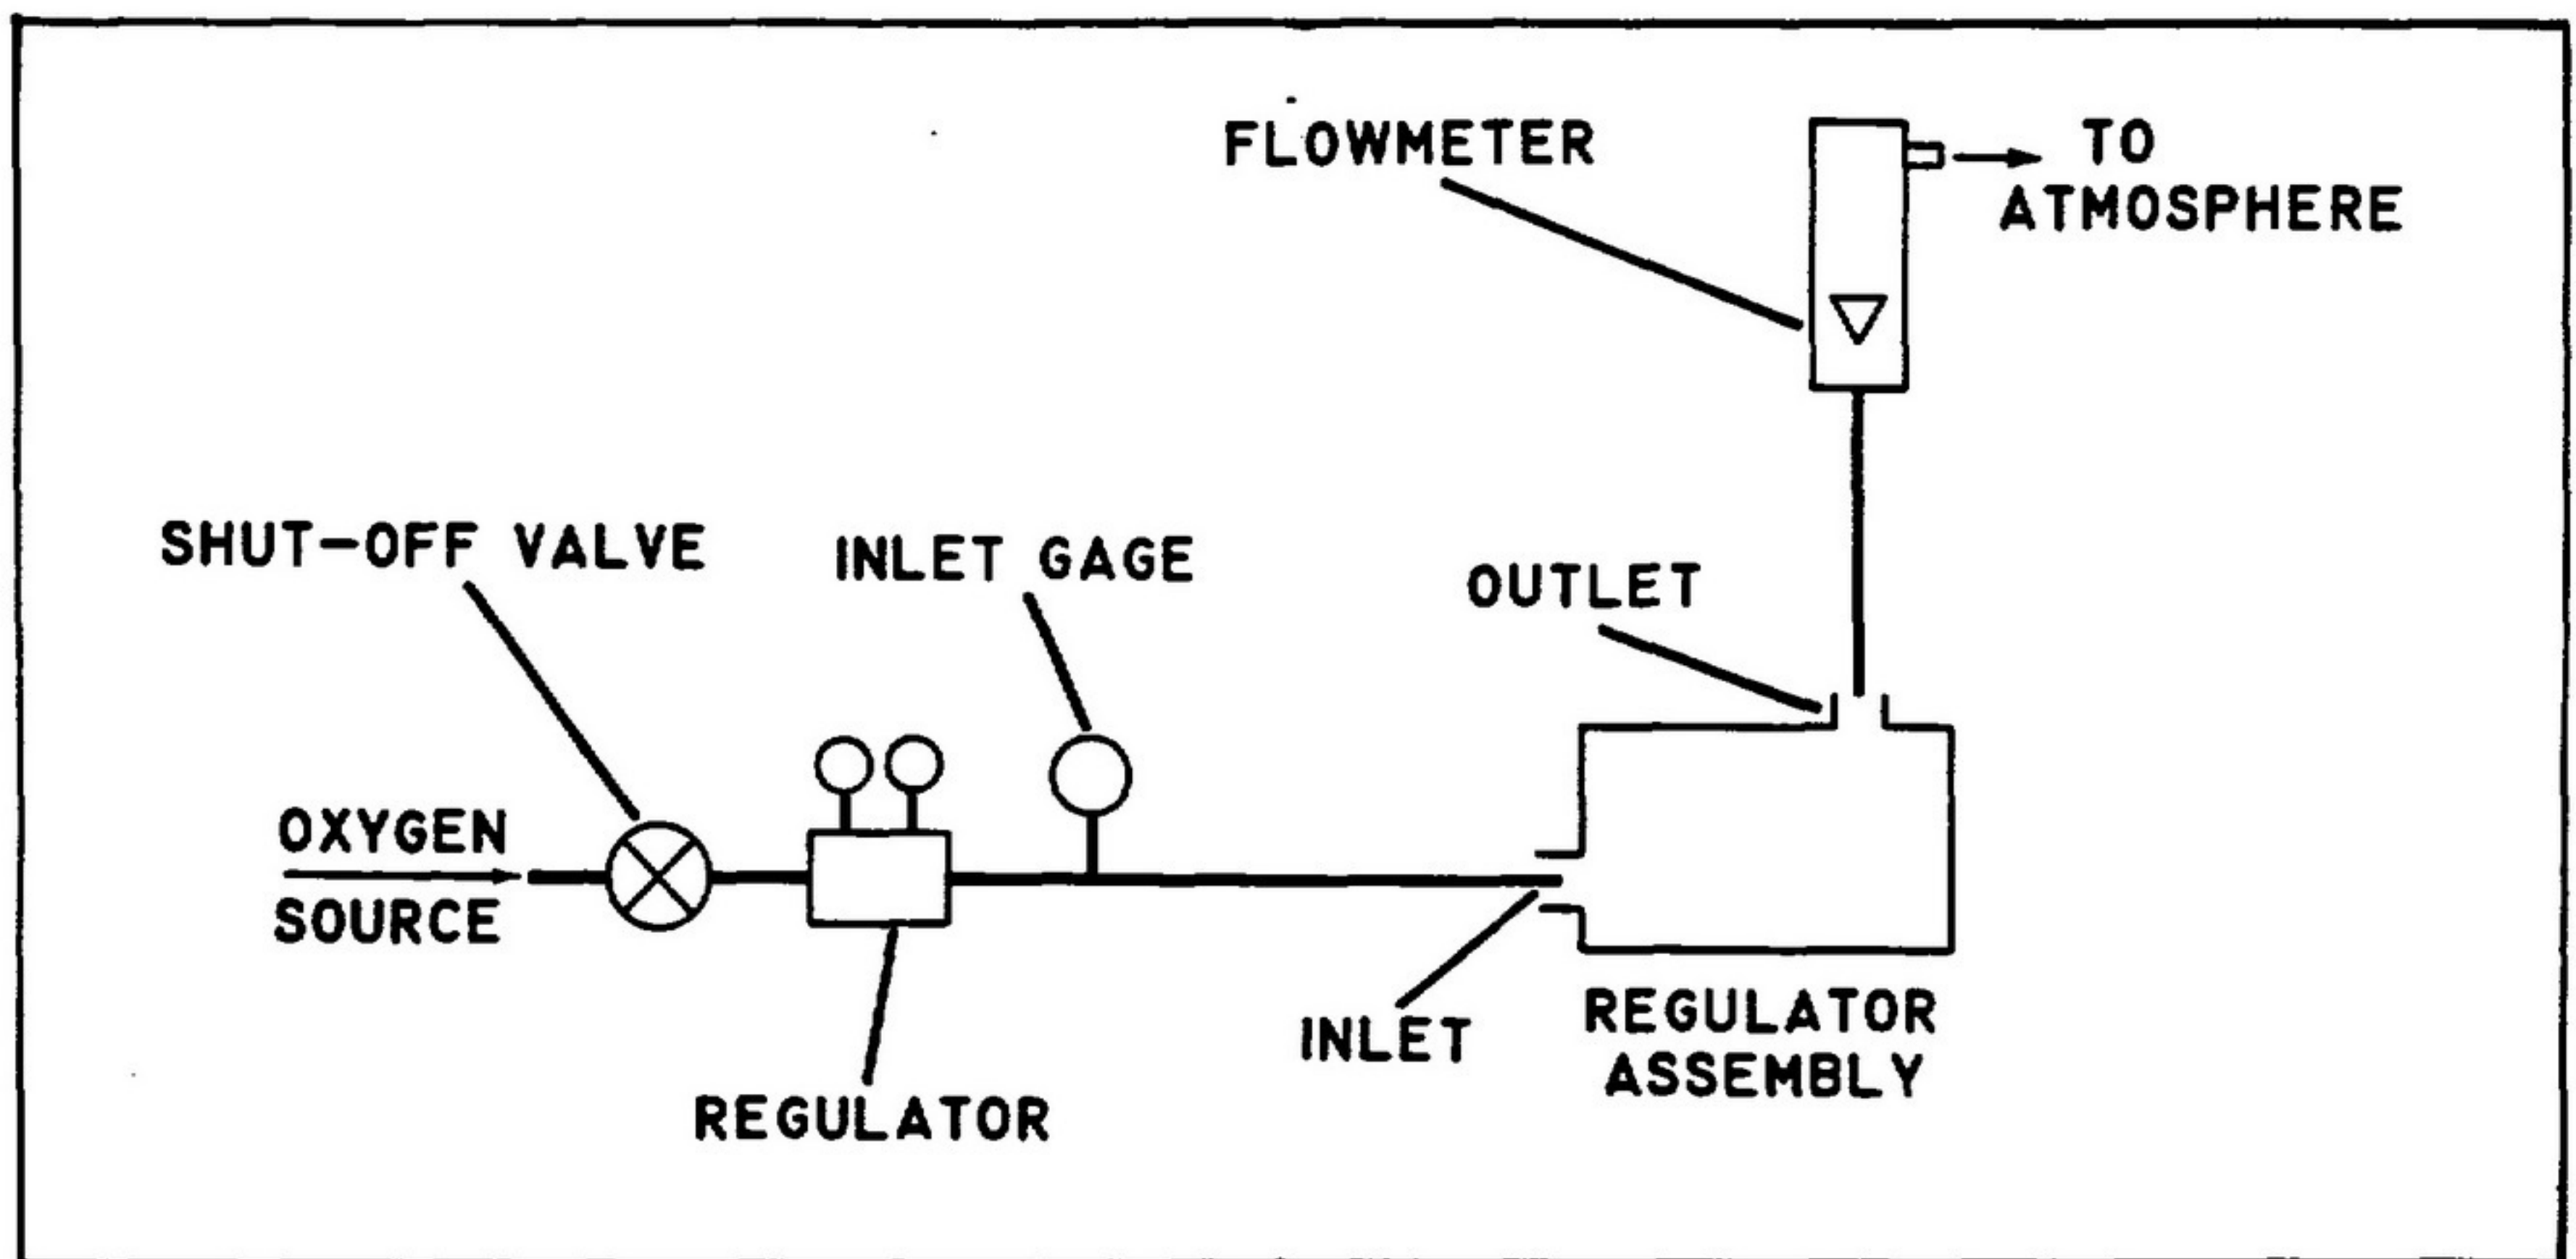 FLOWMETER
TO
ATMOSPHERE
SHUT-OFF VALVE
INLET GAGE
OUTLET
OXYGEN
SOURCE
INLET
REGULATOR
ASSEMBLY
REGULATOR